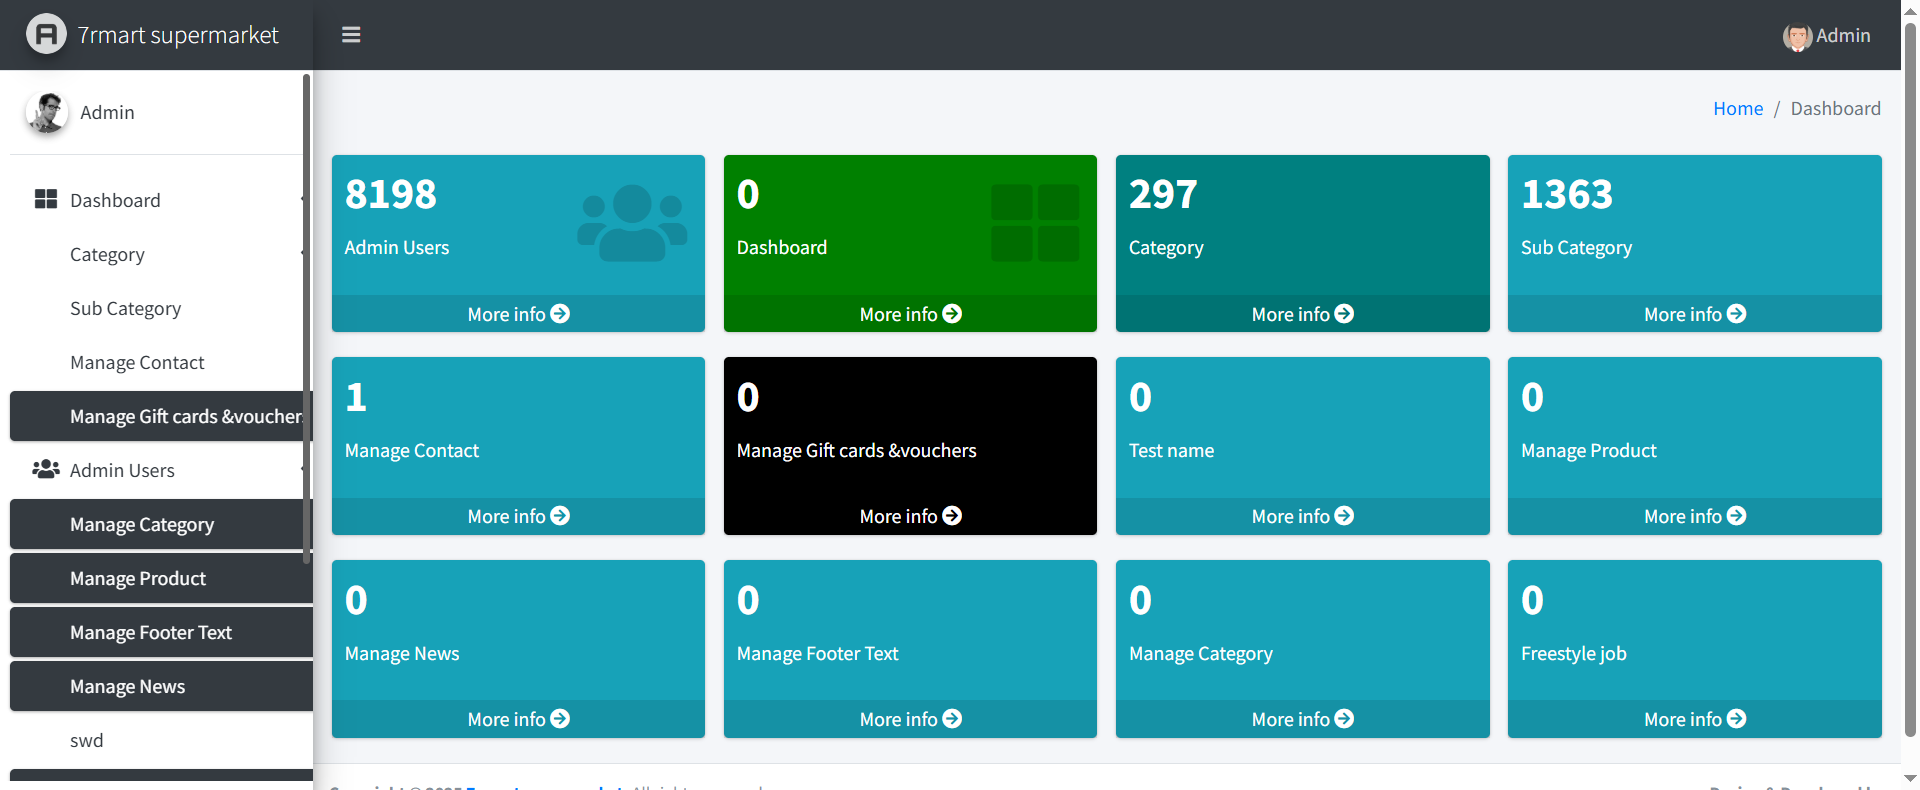 7rmart supermarket
Admin
Admin
Home / Dashboard
Dashboard
Category
Sub Category
Manage Contact
Manage Gift cards &vouchers
Admin Users
Manage Category
Manage Product
Manage Footer Text
Manage News
swd
8198
Admin Users
More info
0
Dashboard
More info
297
Category
More info
1363
Sub Category
More info
1
Manage Contact
More info
0
Manage Gift cards &vouchers
More info
0
Test name
More info
0
Manage Product
More info
0
Manage News
More info
0
Manage Footer Text
More info
0
Manage Category
More info
0
Freestyle job
More info